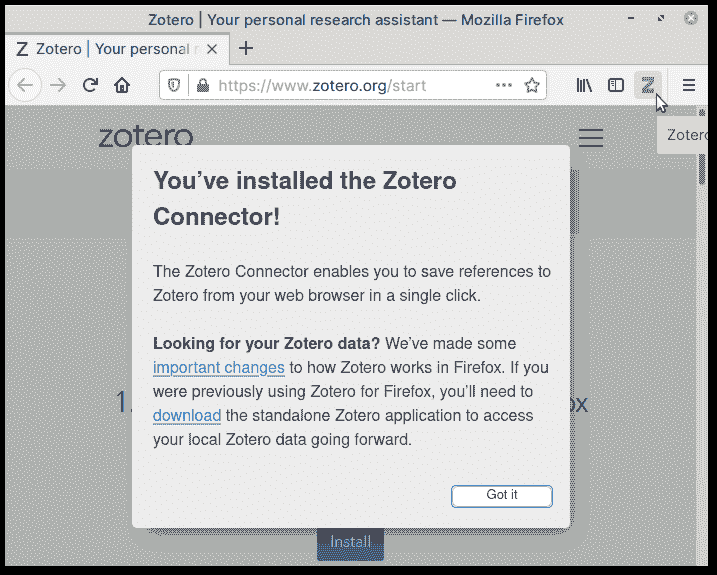 Zotero | Your personal research assistant — Mozilla Firefox
Zotero | Your personal r
https://www.zotero.org/start
zotero
Zotero
You’ve installed the Zotero
Connector!
The Zotero Connector enables you to save references to
Zotero from your web browser in a single click.
Looking for your Zotero data? We’ve made some
important changes to how Zotero works in Firefox. If you
were previously using Zotero for Firefox, you’ll need to
download the standalone Zotero application to access
your local Zotero data going forward.
1.
ox
Got it
Install